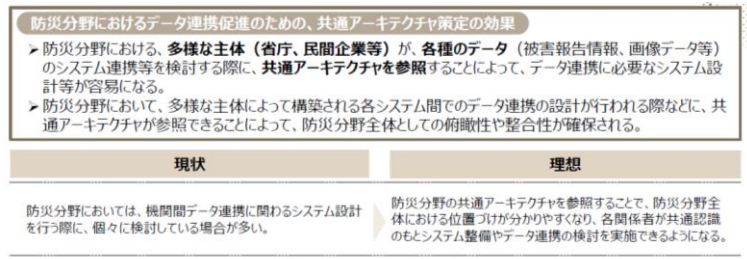 防災分野におけるデータ連携促進のための、共通アーキテクチャ策定の効果
➢防災分野における、多様な主体（省庁、民間企業等）が、各種のデータ（被害報告情報、画像データ等）
のシステム連携等を検討する際に、共通アーキテクチャを参照することによって、データ連携に必要なシステム設
計等が容易になる。
➢防災分野において、多様な主体によって構築される各システム間でのデータ連携の設計が行われる際などに、共
通アーキテクチャが参照できることによって、防災分野全体としての俯瞰性や整合性が確保される。
現状
防災分野においては、機関間データ連携に関わるシステム設計
を行う際に、個々に検討している場合が多い。
理想
防災分野の共通アーキテクチャを参照することで、防災分野全
体における位置づけが分かりやすくなり、各関係者が共通認識
のもとシステム整備やデータ連携の検討を実施できるようになる。